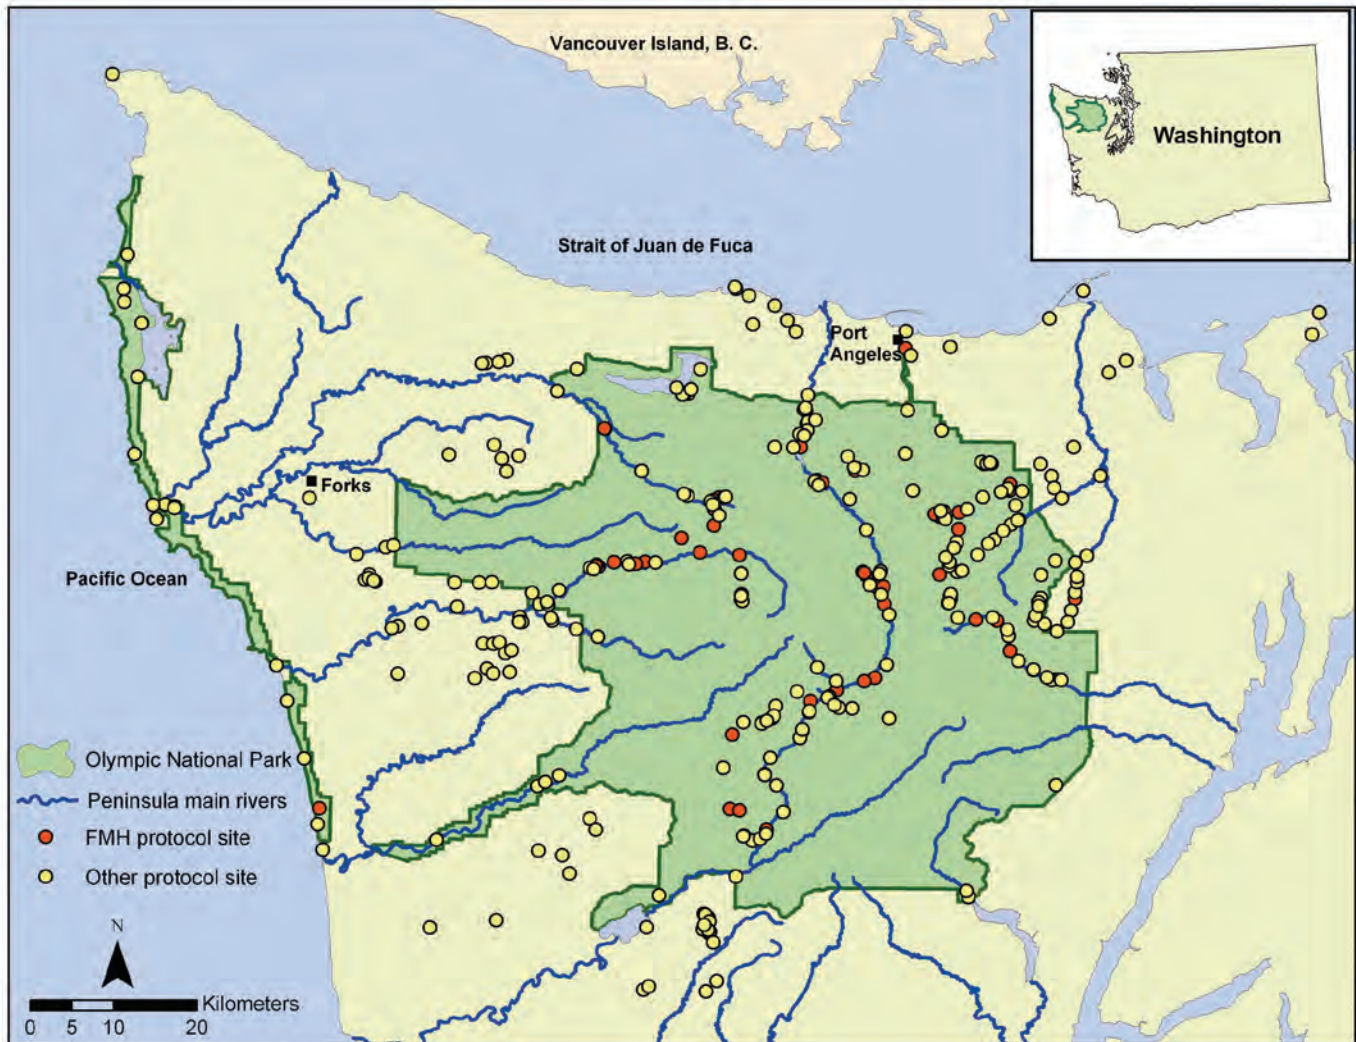 Vancouver Island, B. C.
Washington
Strait of Juan de Fuca
Port
Angeles
Forks
Pacific Ocean
Olympic National Park
Peninsula main rivers
FMH protocol site
Other protocol site
N
Kilometers
0 5 10 20